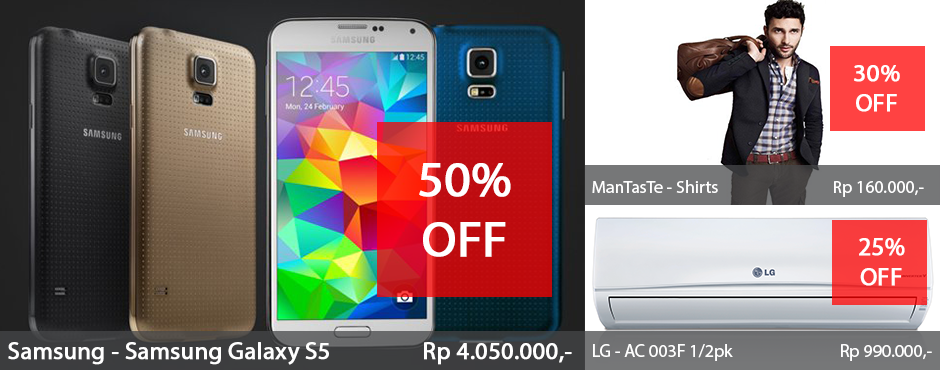 SAMSUNG
SAMSUNG
SAMSUNG
12:45
Mon, 24 February
SAMSUNG
50%
OFF
Samsung - Samsung Galaxy S5
Rp 4.050.000,-
30%
OFF
ManTasTe - Shirts
Rp 160.000,-
25%
OFF
LG
LG - AC 003F 1/2pk
Rp 990.000,-